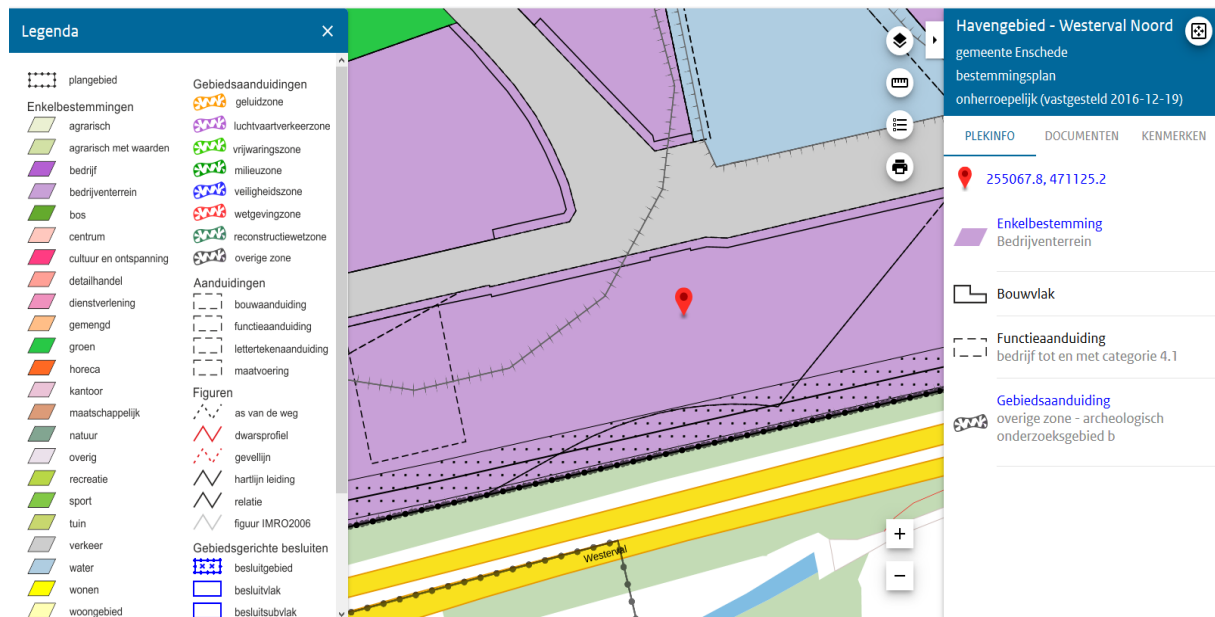 Legenda
plangebied
Enkelbestemmingen
agrarisch
agrarisch met waarden
bedrijf
bedrijventerrein
bos
centrum
cultuur en ontspanning
detailhandel
dienstverlening
gemengd
groen
horeca
kantoor
maatschappelijk
natuur
overig
recreatie
sport
tuin
verkeer
water
wonen
woongebied
Gebiedsaanduidingen
geluidzone
luchtvaartverkeerzone
vrijwaringszone
milieuzone
veiligheidszone
wetgevingzone
reconstructiewetzone
overige zone
Aanduidingen
bouwaanduiding
functieaanduiding
lettertekenaanduiding
maatvoering
Figuren
as van de weg
dwarsprofiel
gevellijn
hartlijn leiding
relatie
figuur IMRO2006
Gebiedsgerichte besluiten
besluitgebied
besluitvlak
besluitsubvlak
Westerval
Havengebied - Westerval Noord
gemeente Enschede
bestemmingsplan
onherroepelijk (vastgesteld 2016-12-19)
PLEKINFO DOCUMENTEN KENMERKEN
255067.8, 471125.2
Enkelbestemming
Bedrijventerrein
Bouwvlak
Functieaanduiding
bedrijf tot en met categorie 4.1
Gebiedsaanduiding
overige zone - archeologisch
onderzoeksgebied b